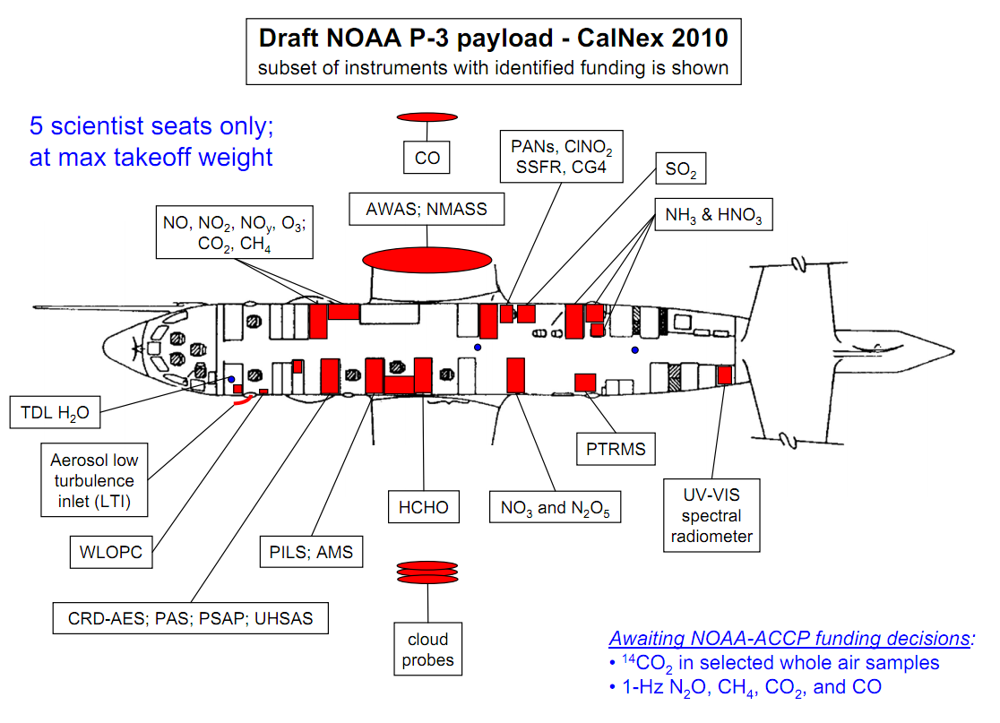 Draft NOAA P-3 payload - CalNex 2010
subset of instruments with identified funding is shown
5 scientist seats only;
at max takeoff weight
CO
PANs, ClNO₂
SSFR, CG4
SO₂
AWAS; NMASS
NH₃ & HNO₃
NO, NO₂, NOᵧ, O₃;
CO₂, CH₄
TDL H₂O
Aerosol low
turbulence
inlet (LTI)
WLOPC
PILS; AMS
CRD-AES; PAS; PSAP; UHSAS
HCHO
NO₃ and N₂O₅
PTRMS
UV-VIS
spectral
radiometer
cloud
probes
Awaiting NOAA-ACCP funding decisions:
• ¹⁴CO₂ in selected whole air samples
• 1-Hz N₂O, CH₄, CO₂, and CO